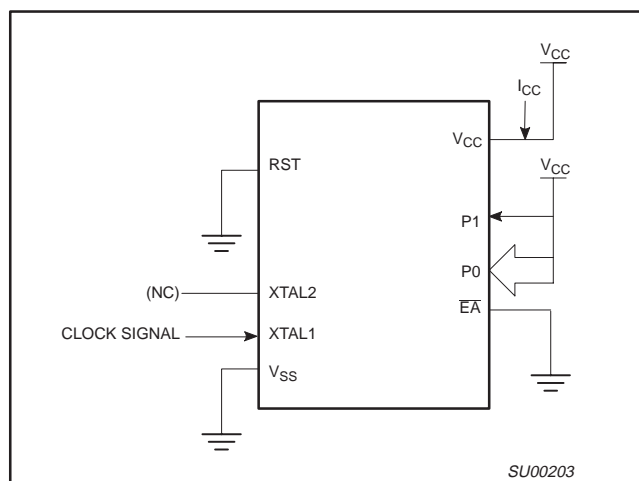 VCC
ICC
VCC
VCC
RST
P1
P0
(NC)
XTAL2
EA
CLOCK SIGNAL
XTAL1
VSS
SU00203